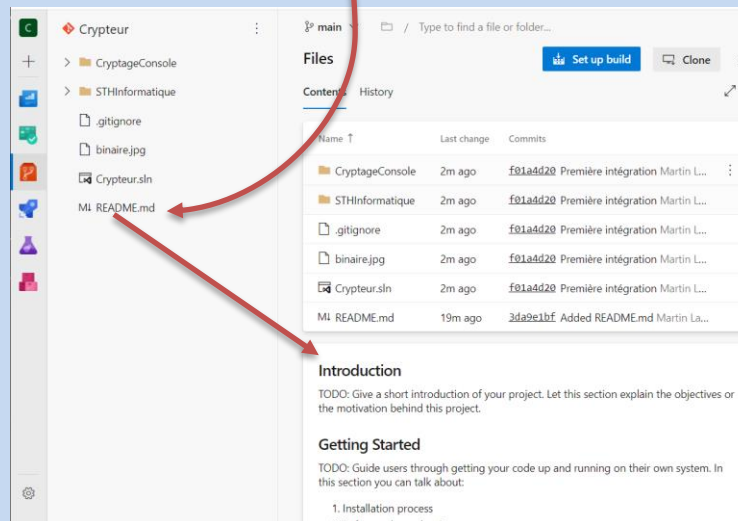 C
Crypteur
CryptageConsole
STHInformatique
.gitignore
binaire.jpg
Crypteur.sln
M↓ README.md
main
/ Type to find a file or folder...
Files
Set up build
Clone
Contents History
Name ↑ Last change Commits
CryptageConsole 2m ago f01a4d20 Première intégration Martin L...
STHInformatique 2m ago f01a4d20 Première intégration Martin L...
.gitignore 2m ago f01a4d20 Première intégration Martin L...
binaire.jpg 2m ago f01a4d20 Première intégration Martin L...
Crypteur.sln 2m ago f01a4d20 Première intégration Martin L...
M↓ README.md 19m ago 3da9e1bf Added README.md Martin La...
Introduction
TODO: Give a short introduction of your project. Let this section explain the objectives or
the motivation behind this project.
Getting Started
TODO: Guide users through getting your code up and running on their own system. In
this section you can talk about:
1. Installation process